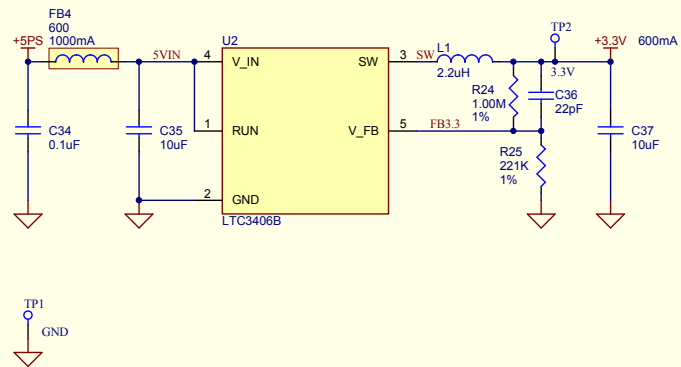 FB4
600
1000mA
+5PS
5VIN
U2
4
V_IN
SW
3
SW
L1
2.2uH
TP2
+3.3V
600mA
3.3V
R24
1.00M
1%
C36
22pF
C34
0.1uF
C35
10uF
1
RUN
V_FB
5
FB3.3
C37
10uF
R25
221K
1%
2
GND
LTC3406B
TP1
GND